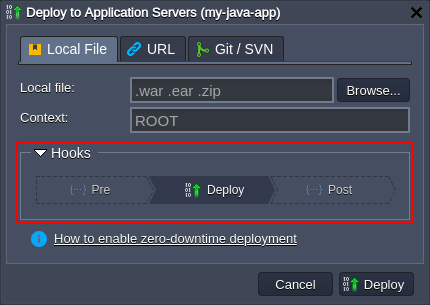 Deploy to Application Servers (my-java-app)
Local File
URL
Git / SVN
Local file:
.war .ear .zip
Browse...
Context:
ROOT
Hooks
{···} Pre
Deploy
{···} Post
How to enable zero-downtime deployment
Cancel
Deploy